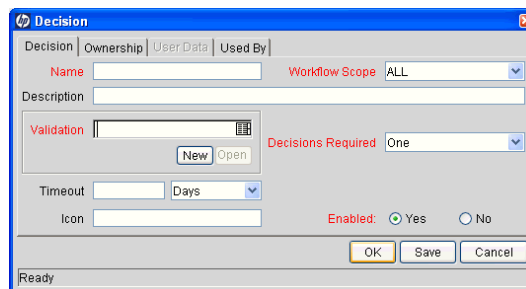 hp Decision
Decision Ownership User Data Used By
Name Workflow Scope ALL
Description
Validation
New Open Decisions Required One
Timeout Days
Icon Enabled: Yes No
OK Save Cancel
Ready